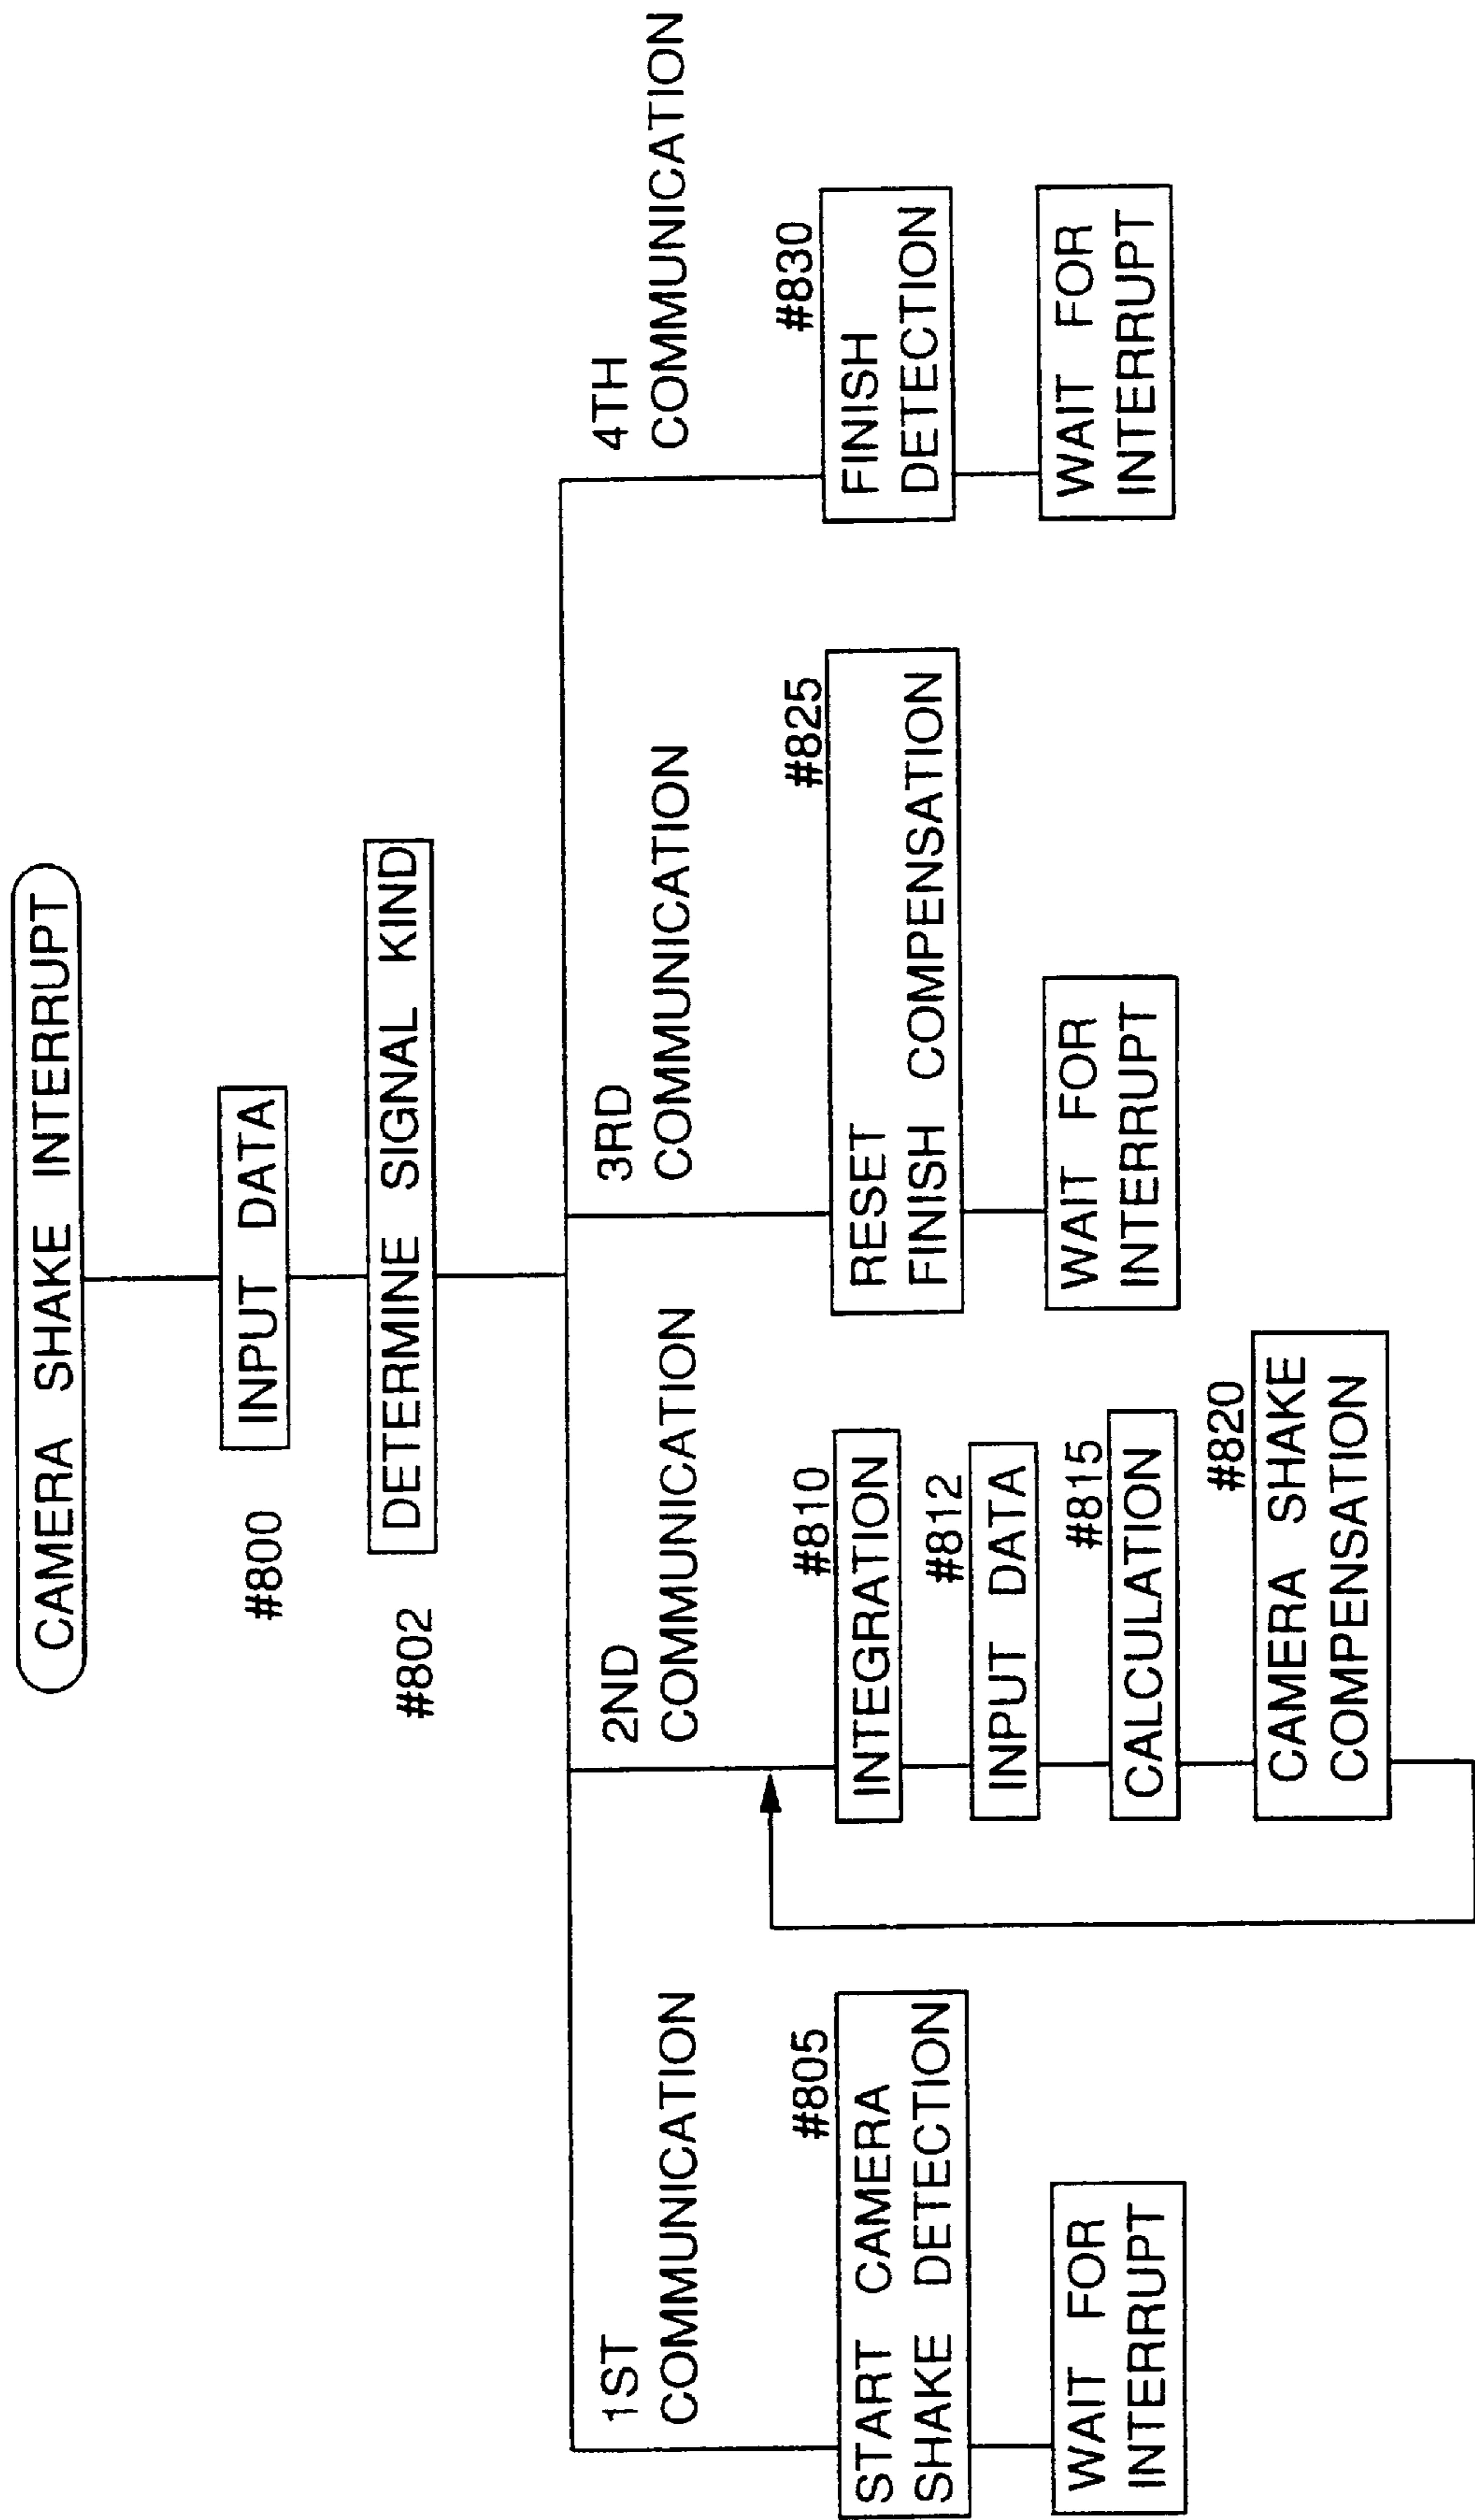 CAMERA SHAKE INTERRUPT
#800
INPUT DATA
#802
DETERMINE SIGNAL KIND
1ST
COMMUNICATION
#805
START CAMERA
SHAKE DETECTION
WAIT FOR
INTERRUPT
2ND
COMMUNICATION
#810
INTEGRATION
#812
INPUT DATA
#815
CALCULATION
#820
CAMERA SHAKE
COMPENSATION
3RD
COMMUNICATION
#825
RESET
FINISH COMPENSATION
WAIT FOR
INTERRUPT
4TH
COMMUNICATION
#830
FINISH
DETECTION
WAIT FOR
INTERRUPT